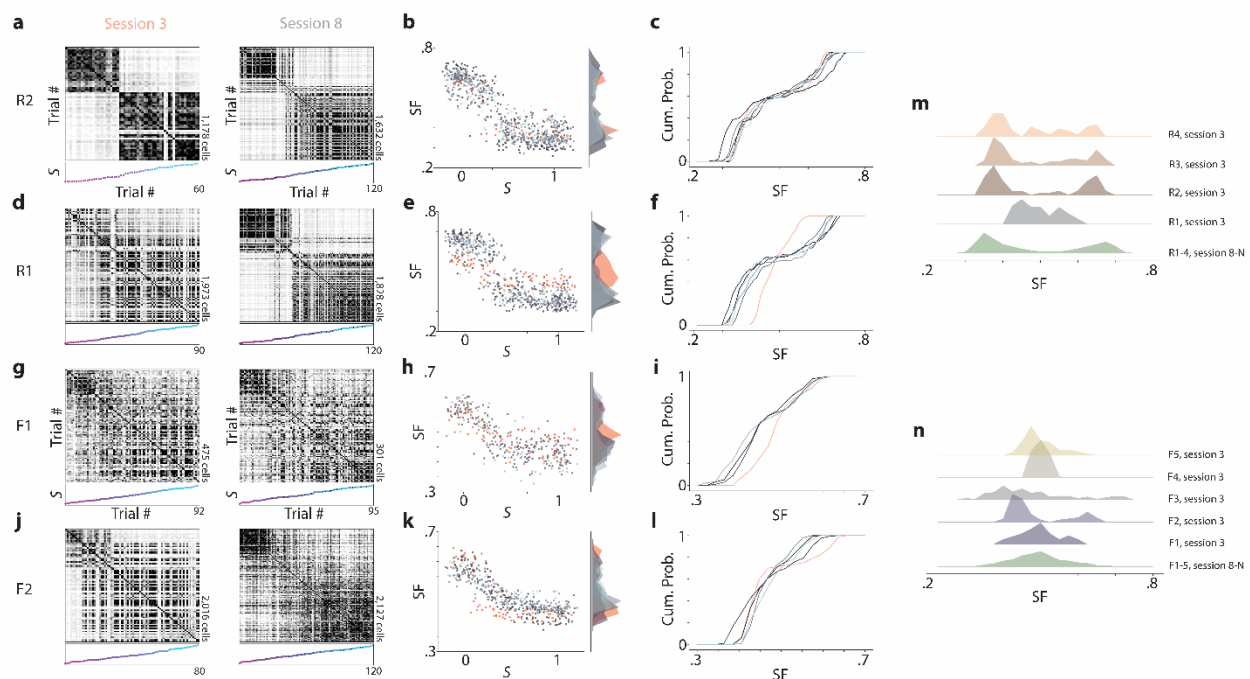 a Session 3 Session 8 b c
R2
Trial #
1,178 cells
S
Trial #
60
Trial #
1,632 cells
120
.8
SF
.2
0 S 1
1
Cum. Prob.
0
.2 SF .8
d e f
R1
1,973 cells
90
1,828 cells
120
.8
SF
.2
0 S 1
1
Cum. Prob.
0
.2 SF .8
g h i
F1
Trial #
475 cells
S
Trial #
92
301 cells
Trial #
95
.7
SF
.3
0 S 1
1
Cum. Prob.
0
.3 .7
j k l
F2
2,016 cells
80
2,127 cells
120
.7
SF
.3
0 S 1
1
Cum. Prob.
0
.3 SF .7
m
R4, session 3
R3, session 3
R2, session 3
R1, session 3
R1-4, session 8-N
.2 SF .8
n
F5, session 3
F4, session 3
F3, session 3
F2, session 3
F1, session 3
F1-5, session 8-N
.2 SF .8